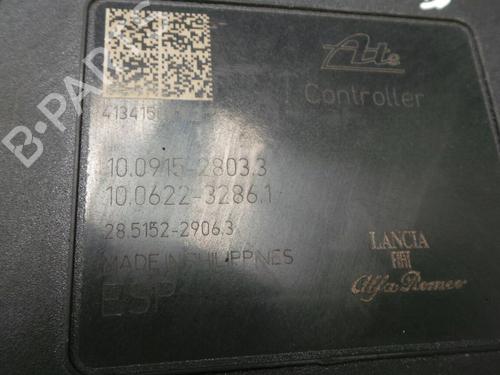 Ate
Controller
413415
10.0915-2803.3
10.0622-3286.1
28.5152-2906.3
MADE IN PHILIPPINES
ESP
LANCIA
FIAT
Alfa Romeo
B-PARTS